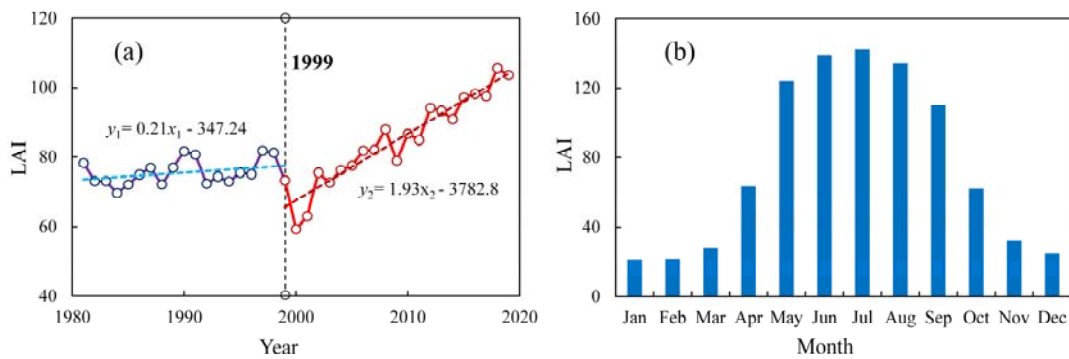 120
100
80
60
40
LAI
(a)
1999
y₁= 0.21x₁ - 347.24
y₂= 1.93x₂ - 3782.8
1980 1990 2000 2010 2020
Year
160
120
80
40
0
LAI
(b)
Jan Feb Mar Apr May Jun Jul Aug Sep Oct Nov Dec
Month